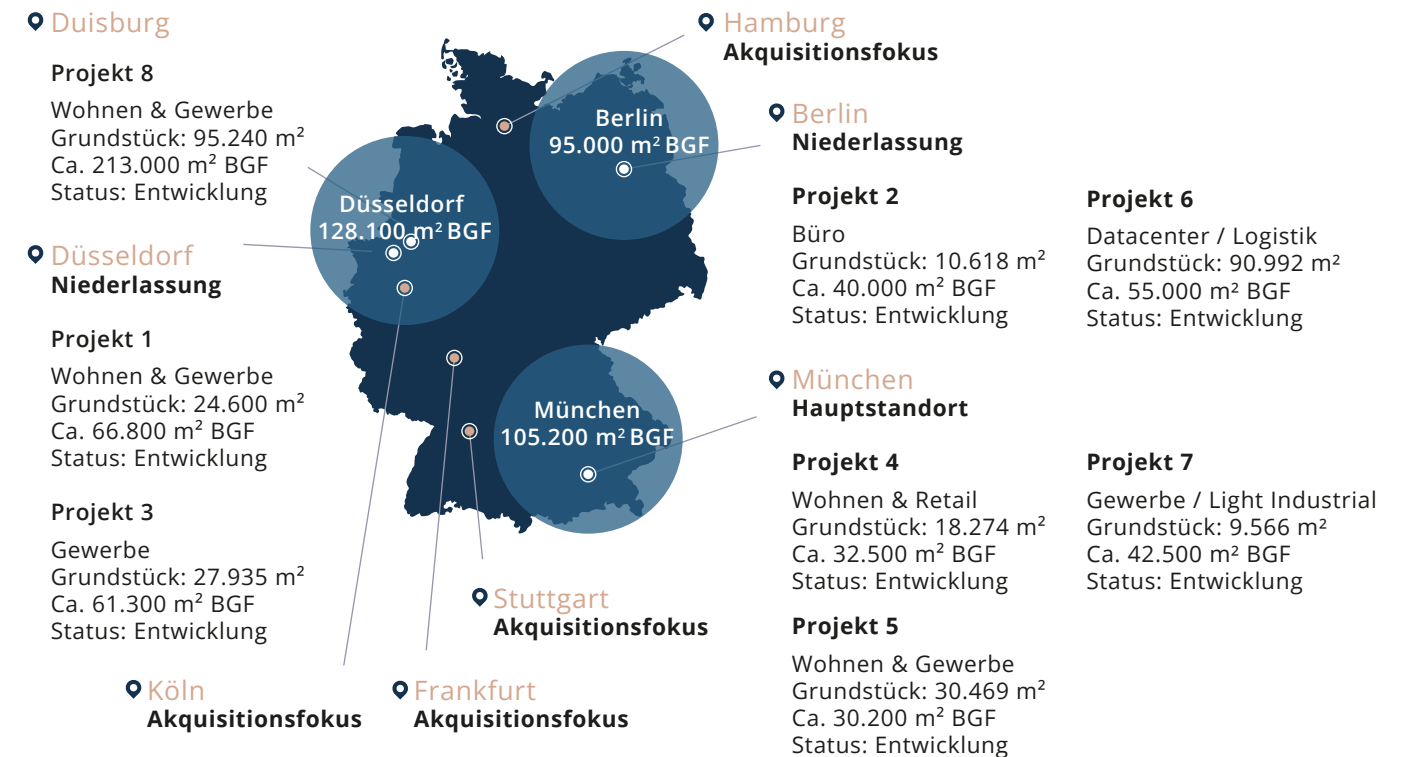 Duisburg
Projekt 8
Wohnen & Gewerbe
Grundstück: 95.240 m²
Ca. 213.000 m² BGF
Status: Entwicklung
Düsseldorf
Niederlassung
Projekt 1
Wohnen & Gewerbe
Grundstück: 24.600 m²
Ca. 66.800 m² BGF
Status: Entwicklung
Projekt 3
Gewerbe
Grundstück: 27.935 m²
Ca. 61.300 m² BGF
Status: Entwicklung
Köln
Akquisitionsfokus
Frankfurt
Akquisitionsfokus
Stuttgart
Akquisitionsfokus
Düsseldorf
128.100 m² BGF
Berlin
95.000 m² BGF
München
105.200 m² BGF
Hamburg
Akquisitionsfokus
Berlin
Niederlassung
Projekt 2
Büro
Grundstück: 10.618 m²
Ca. 40.000 m² BGF
Status: Entwicklung
Projekt 6
Datacenter / Logistik
Grundstück: 90.992 m²
Ca. 55.000 m² BGF
Status: Entwicklung
München
Hauptstandort
Projekt 4
Wohnen & Retail
Grundstück: 18.274 m²
Ca. 32.500 m² BGF
Status: Entwicklung
Projekt 7
Gewerbe / Light Industrial
Grundstück: 9.566 m²
Ca. 42.500 m² BGF
Status: Entwicklung
Projekt 5
Wohnen & Gewerbe
Grundstück: 30.469 m²
Ca. 30.200 m² BGF
Status: Entwicklung